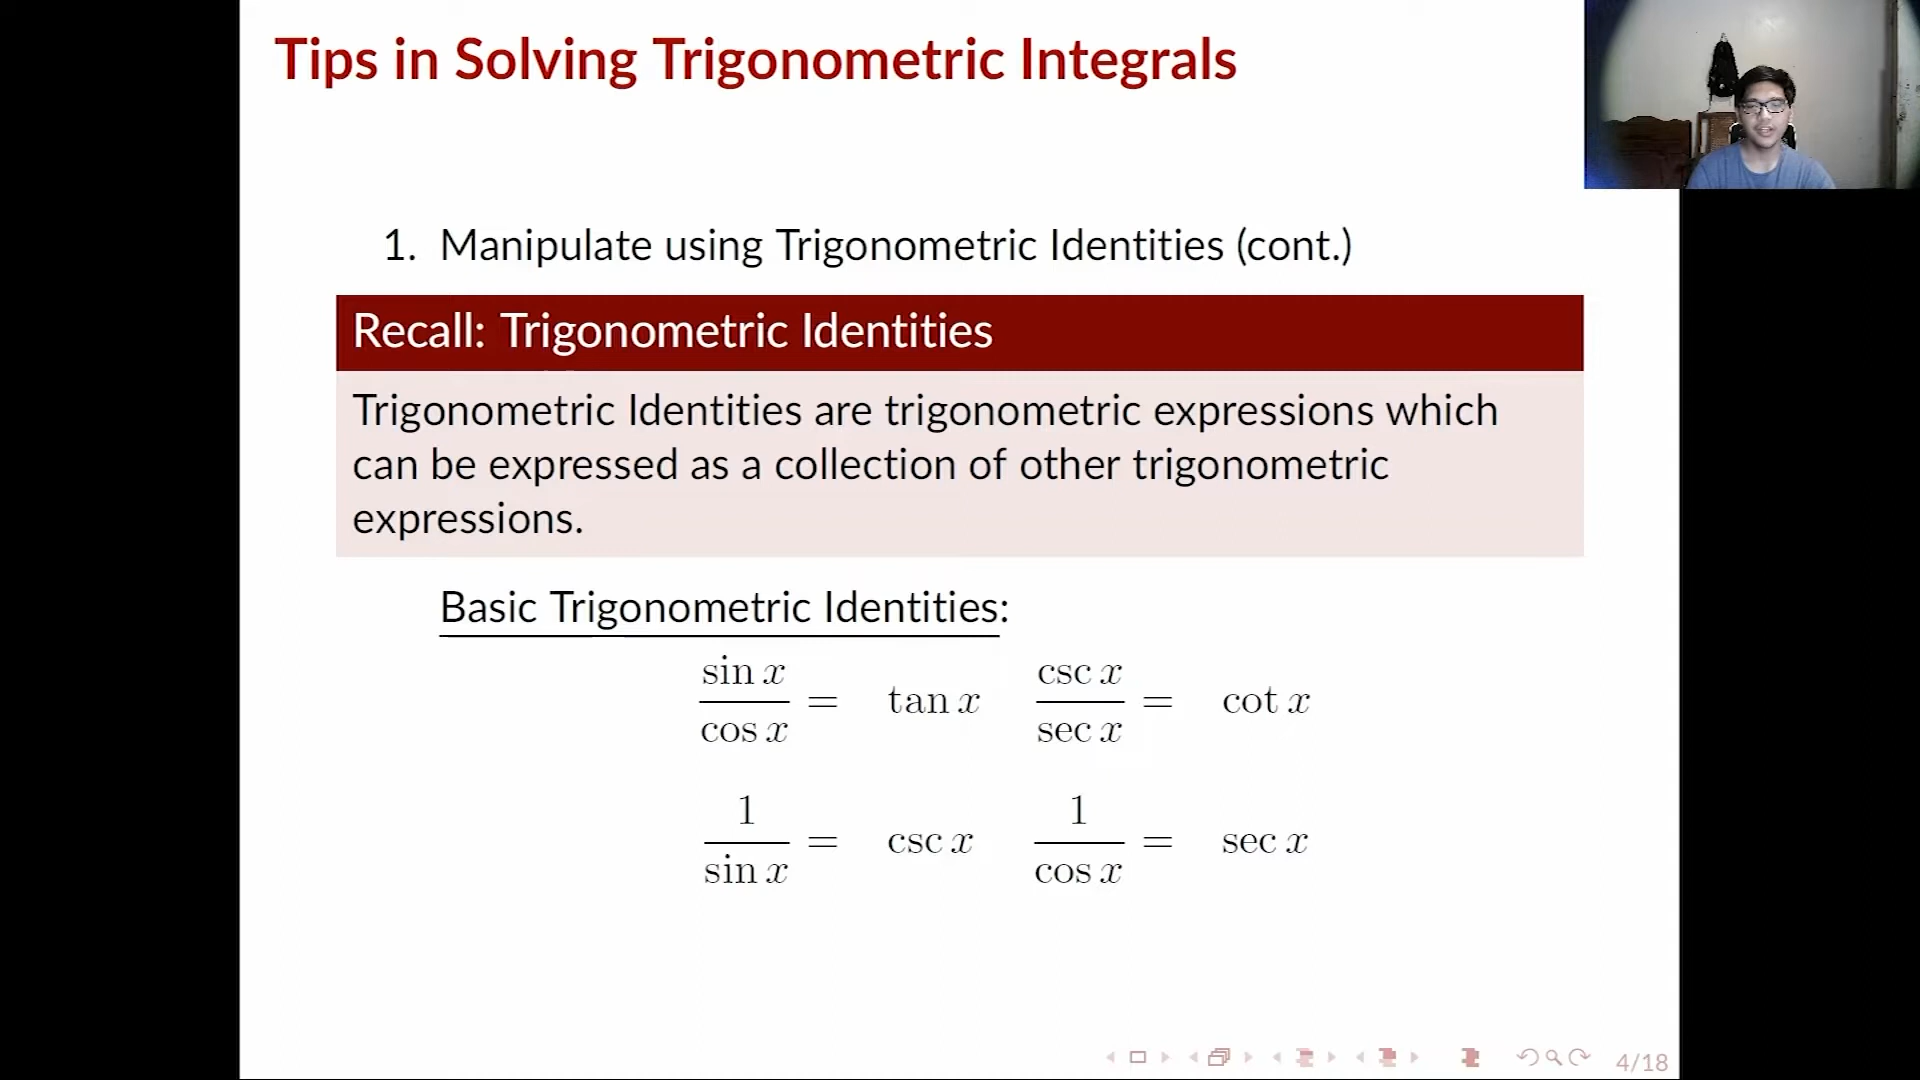 Tips in Solving Trigonometric Integrals
1. Manipulate using Trigonometric Identities (cont.)
Recall: Trigonometric Identities
Trigonometric Identities are trigonometric expressions which
can be expressed as a collection of other trigonometric
expressions.
Basic Trigonometric Identities:
sin x / cos x = tan x   csc x / sec x = cot x
1 / sin x = csc x   1 / cos x = sec x
4/18